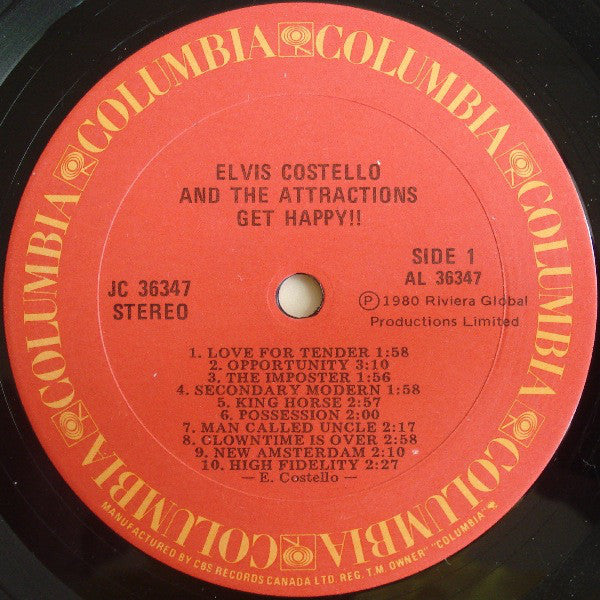 COLUMBIA COLUMBIA COLUMBIA COLUMBIA COLUMBIA COLUMBIA
ELVIS COSTELLO
AND THE ATTRACTIONS
GET HAPPY!!
JC 36347
STEREO
SIDE 1
AL 36347
Ⓟ1980 Riviera Global
Productions Limited
1. LOVE FOR TENDER 1:58
2. OPPORTUNITY 3:10
3. THE IMPOSTER 1:56
4. SECONDARY MODERN 1:58
5. KING HORSE 2:57
6. POSSESSION 2:00
7. MAN CALLED UNCLE 2:17
8. CLOWNTIME IS OVER 2:58
9. NEW AMSTERDAM 2:10
10. HIGH FIDELITY 2:27
— E. Costello —
MANUFACTURED BY CBS RECORDS CANADA LTD. REG. T.M. OWNER "COLUMBIA"